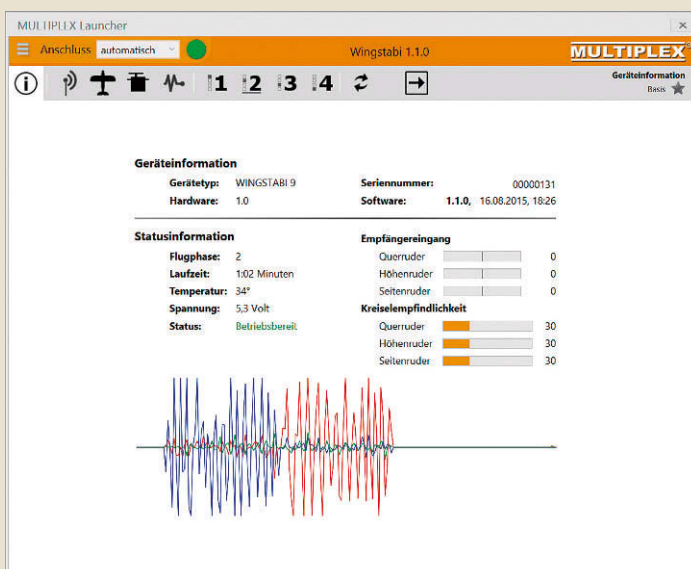 MULTIPLEX Launcher
Anschluss automatisch Wingstabi 1.1.0 MULTIPLEX®
1 2 3 4 Geräteinformation
Basis
Geräteinformation
Gerätetyp: WINGSTABI 9 Seriennummer: 00000131
Hardware: 1.0 Software: 1.1.0, 16.08.2015, 18:26
Statusinformation Empfängereingang
Flugphase: 2 Querruder 0
Laufzeit: 1:02 Minuten Höhenruder 0
Temperatur: 34° Seitenruder 0
Spannung: 5,3 Volt Kreiselempfindlichkeit
Status: Betriebsbereit Querruder 30
Höhenruder 30
Seitenruder 30